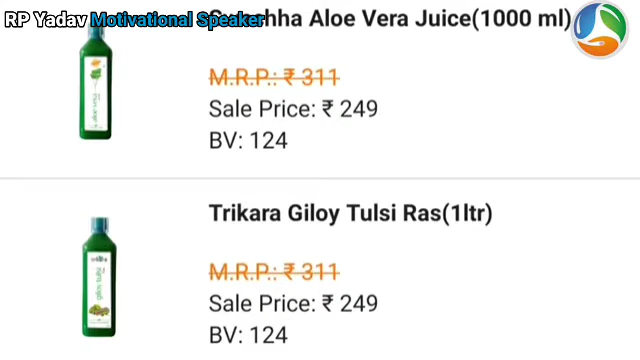 RP Yadav Motivational Speaker
Aloe Vera Juice(1000 ml)
M.R.P.: ₹ 311
Sale Price: ₹ 249
BV: 124
Trikara Giloy Tulsi Ras(1ltr)
M.R.P.: ₹ 311
Sale Price: ₹ 249
BV: 124